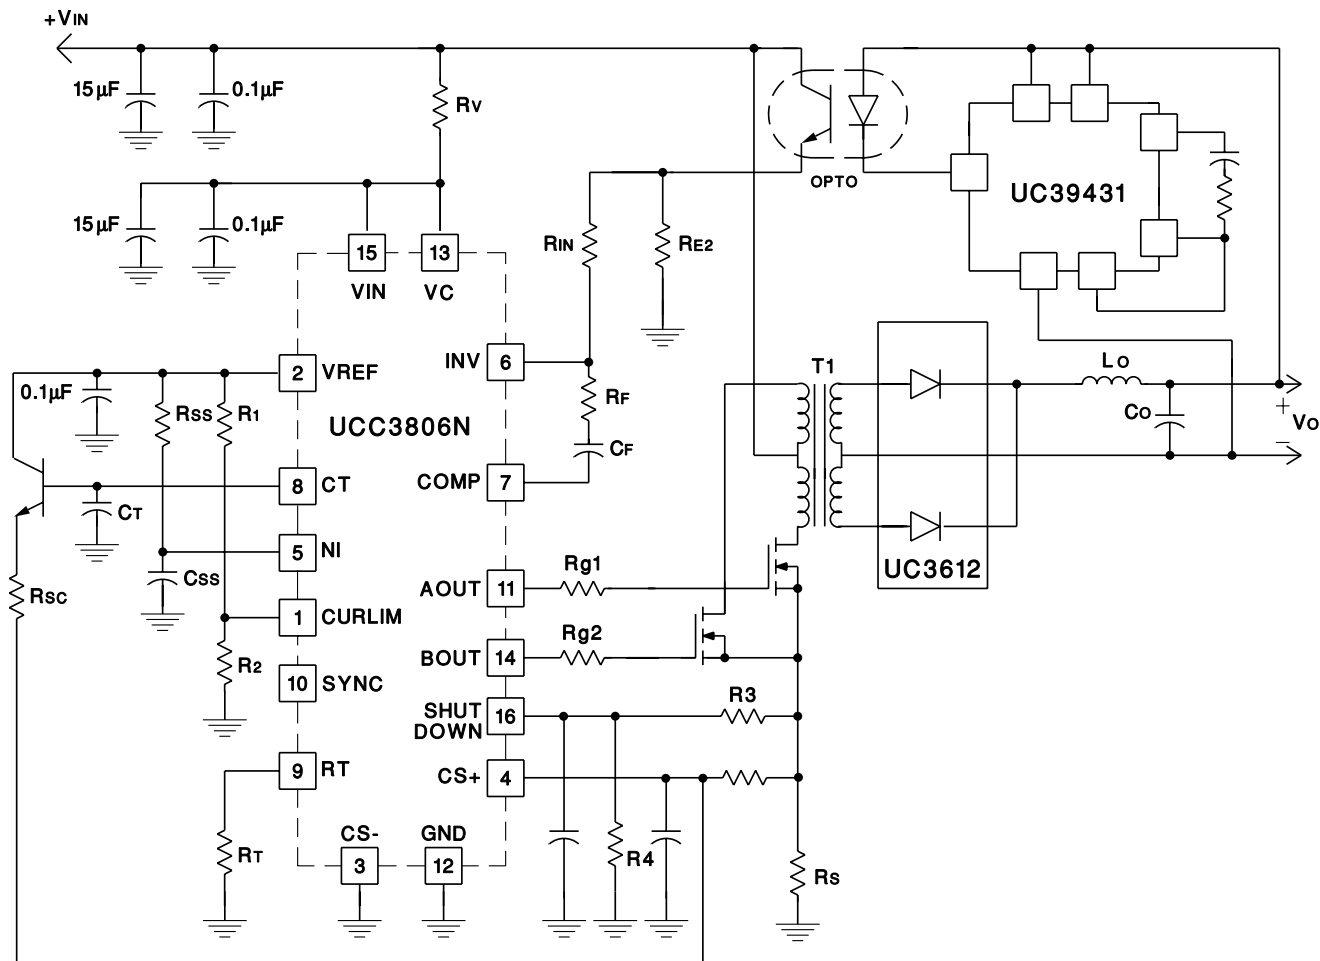 +VIN
15µF
0.1µF
RV
OPTO
UC39431
15µF
0.1µF
RIN
RE2
15
13
VIN
VC
2
VREF
INV
6
T1
LO
0.1µF
RSS
R1
RF
+
CO
VO
−
UCC3806N
CF
8
CT
COMP
7
CT
5
NI
CSS
RSC
AOUT
11
Rg1
UC3612
1
CURLIM
Rg2
BOUT
14
R2
10
SYNC
SHUT
DOWN
16
R3
9
RT
CS+
4
CS-
GND
RT
3
12
R4
RS